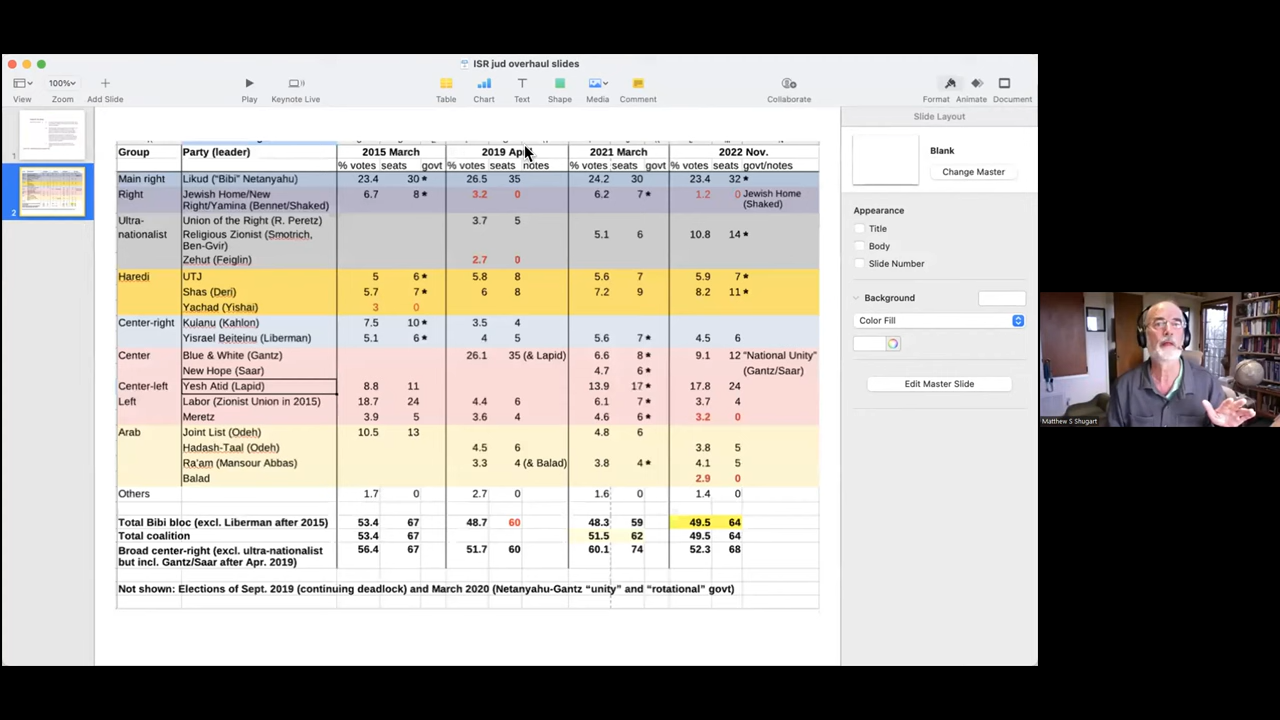 ISR jud overhaul slides
100%
View Zoom Add Slide Play Keynote Live Table Chart Text Shape Media Comment Collaborate Format Animate Document
Slide Layout
Blank
Change Master
Appearance
Title
Body
Slide Number
Background
Color Fill
Edit Master Slide
1
2
Group Party (leader) 2015 March 2019 Ap 2021 March 2022 Nov.
% votes seats govt % votes seats notes % votes seats govt % votes seats govt/notes
Main right Likud ("Bibi" Netanyahu) 23.4 30 ★ 26.5 35 24.2 30 23.4 32 ★
Right Jewish Home/New 6.7 8 ★ 3.2 0 6.2 7 ★ 1.2 0 Jewish Home
Right/Yamina (Bennet/Shaked) (Shaked)
Ultra- Union of the Right (R. Peretz) 3.7 5
nationalist Religious Zionist (Smotrich, 5.1 6 10.8 14 ★
Ben-Gvir)
Zehut (Feiglin) 2.7 0
Haredi UTJ 5 6 ★ 5.8 8 5.6 7 5.9 7 ★
Shas (Deri) 5.7 7 ★ 6 8 7.2 9 8.2 11 ★
Yachad (Yishai) 3 0
Center-right Kulanu (Kahlon) 7.5 10 ★ 3.5 4
Yisrael Beiteinu (Liberman) 5.1 6 ★ 4 5 5.6 7 ★ 4.5 6
Center Blue & White (Gantz) 26.1 35 (& Lapid) 6.6 8 ★ 9.1 12 "National Unity"
New Hope (Saar) 4.7 6 ★ (Gantz/Saar)
Center-left Yesh Atid (Lapid) 8.8 11 13.9 17 ★ 17.8 24
Left Labor (Zionist Union in 2015) 18.7 24 4.4 6 6.1 7 ★ 3.7 4
Meretz 3.9 5 3.6 4 4.6 6 ★ 3.2 0
Arab Joint List (Odeh) 10.5 13 4.8 6
Hadash-Taal (Odeh) 4.5 6 3.8 5
Ra'am (Mansour Abbas) 3.3 4 (& Balad) 3.8 4 ★ 4.1 5
Balad 2.9 0
Others 1.7 0 2.7 0 1.6 0 1.4 0
Total Bibi bloc (excl. Liberman after 2015) 53.4 67 48.7 60 48.3 59 49.5 64
Total coalition 53.4 67 51.5 62 49.5 64
Broad center-right (excl. ultra-nationalist 56.4 67 51.7 60 60.1 74 52.3 68
but incl. Gantz/Saar after Apr. 2019)
Not shown: Elections of Sept. 2019 (continuing deadlock) and March 2020 (Netanyahu-Gantz "unity" and "rotational" govt)
Matthew S Shugart